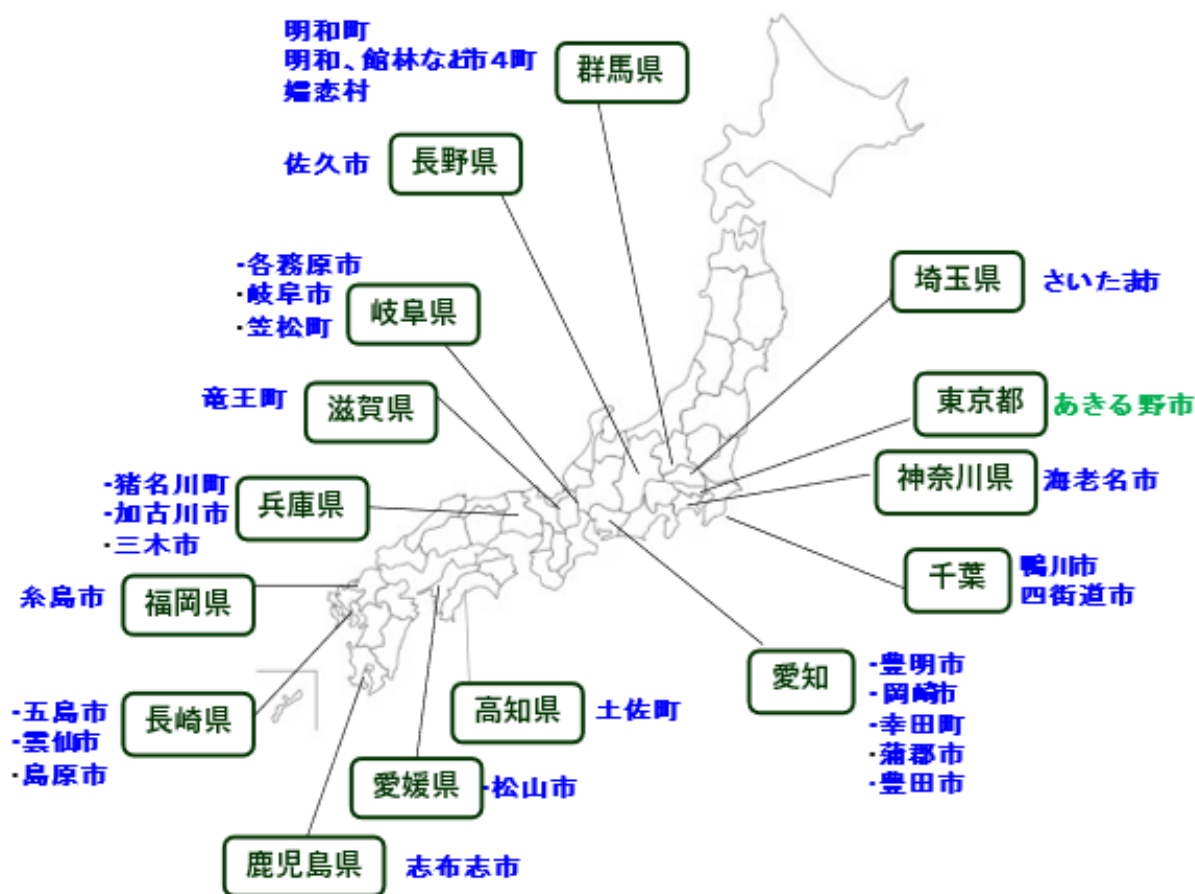 明和町
明和、館林など市4町
嬬恋村
群馬県
佐久市
長野県
・各務原市
・岐阜市
・笠松町
岐阜県
埼玉県
さいたま市
竜王町
滋賀県
東京都
あきる野市
・猪名川町
・加古川市
・三木市
兵庫県
神奈川県
海老名市
糸島市
福岡県
千葉
鴨川市
四街道市
・五島市
・雲仙市
・島原市
長崎県
高知県
土佐町
愛知
・豊明市
・岡崎市
・幸田町
・蒲郡市
・豊田市
愛媛県
・松山市
鹿児島県
志布志市